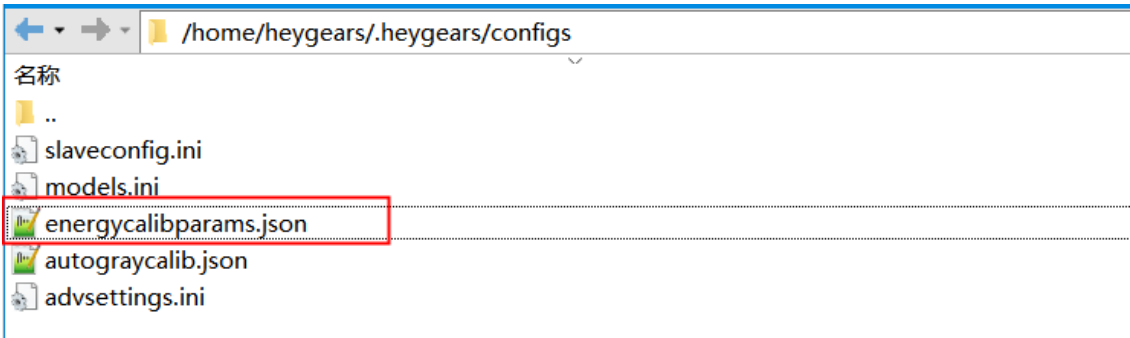 /home/heygears/.heygears/configs
名称
..
slaveconfig.ini
models.ini
energycalibparams.json
autograycalib.json
advsettings.ini